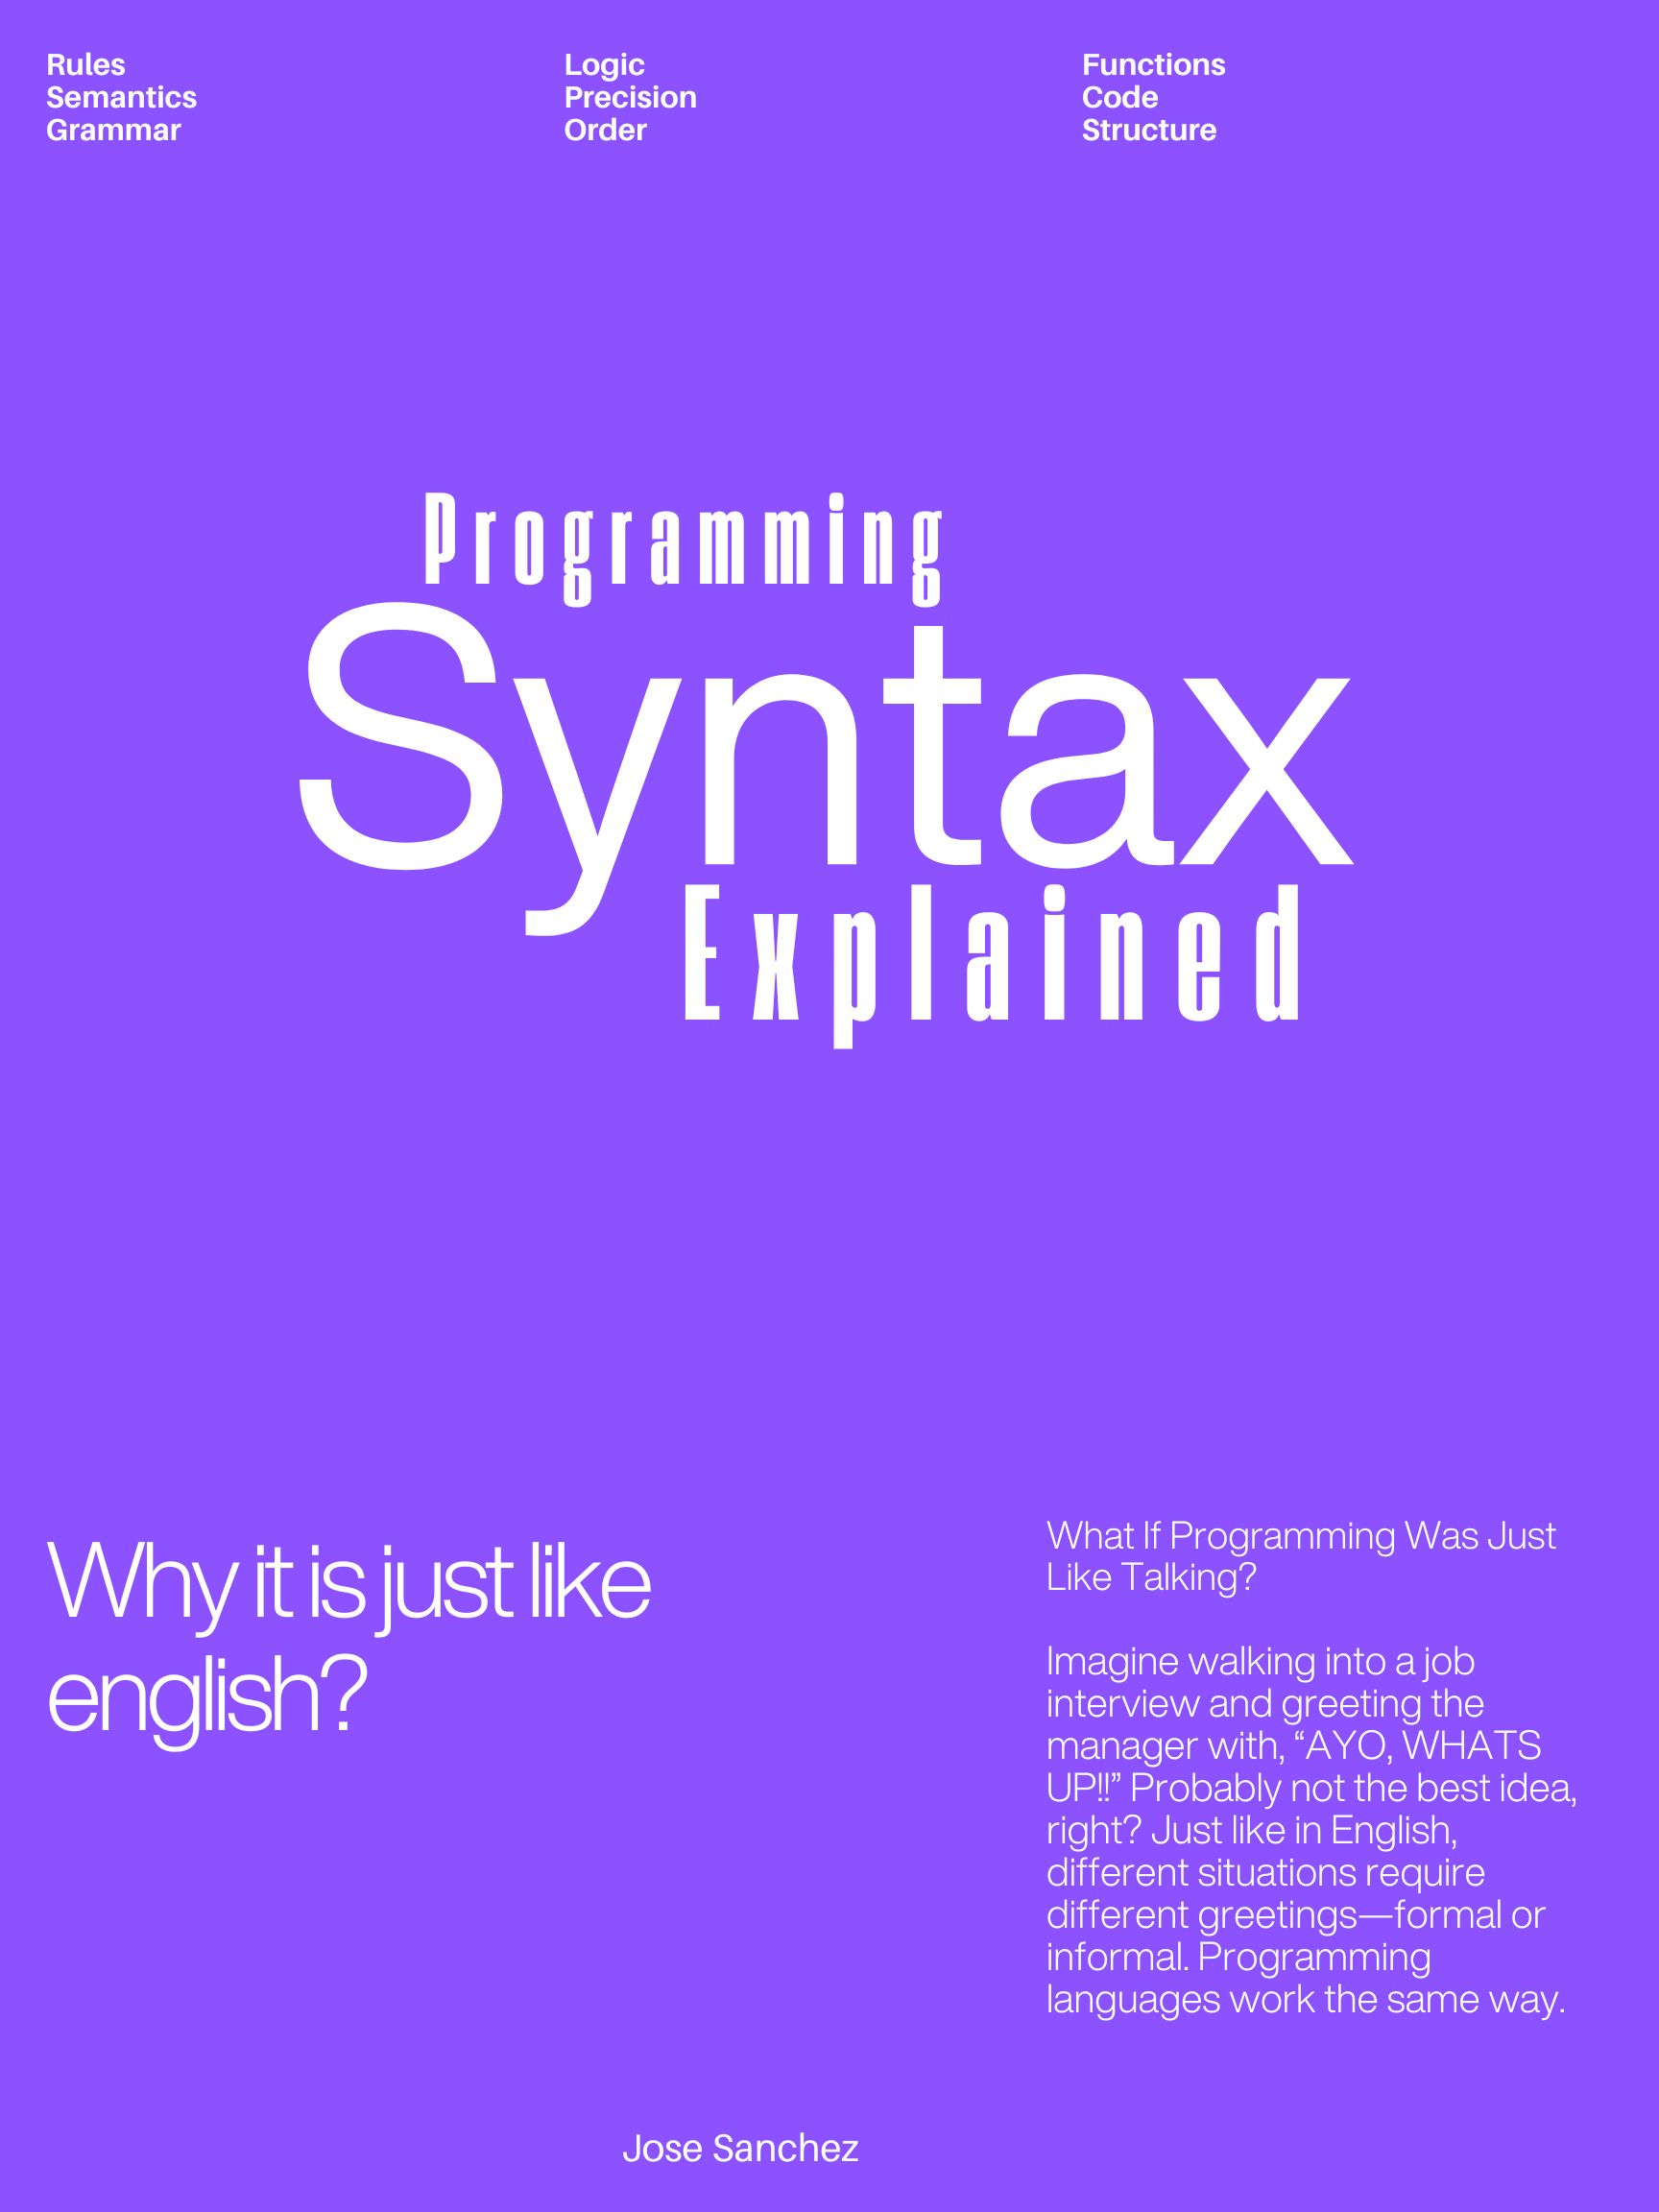 Rules
Semantics
Grammar
Logic
Precision
Order
Functions
Code
Structure
Programming
Syntax
Explained
Why it is just like
english?
What If Programming Was Just
Like Talking?
Imagine walking into a job
interview and greeting the
manager with, “AYO, WHATS
UP!!” Probably not the best idea,
right? Just like in English,
different situations require
different greetings—formal or
informal. Programming
languages work the same way.
Jose Sanchez